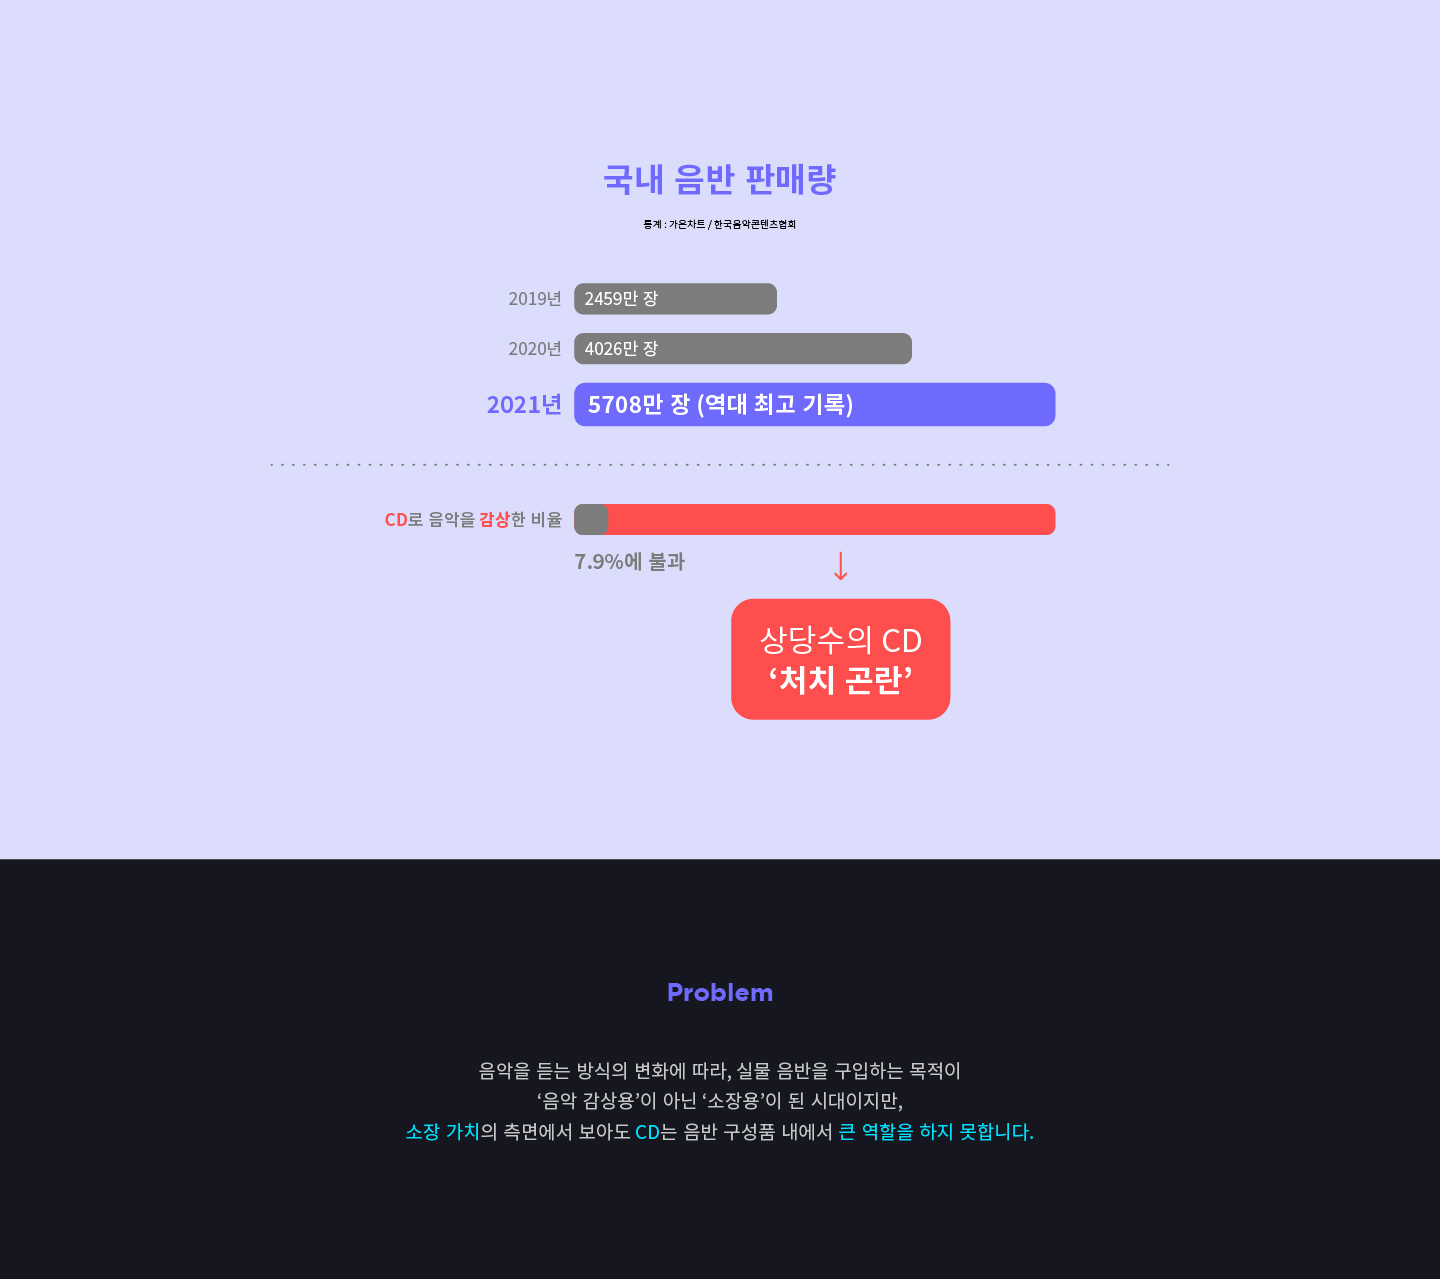 국내 음반 판매량
통계 : 가온차트 / 한국음악콘텐츠협회
2019년 2459만 장
2020년 4026만 장
2021년 5708만 장 (역대 최고 기록)
CD로 음악을 감상한 비율
7.9%에 불과
↓
상당수의 CD
‘처치 곤란’
Problem
음악을 듣는 방식의 변화에 따라, 실물 음반을 구입하는 목적이
‘음악 감상용’이 아닌 ‘소장용’이 된 시대이지만,
소장 가치의 측면에서 보아도 CD는 음반 구성품 내에서 큰 역할을 하지 못합니다.